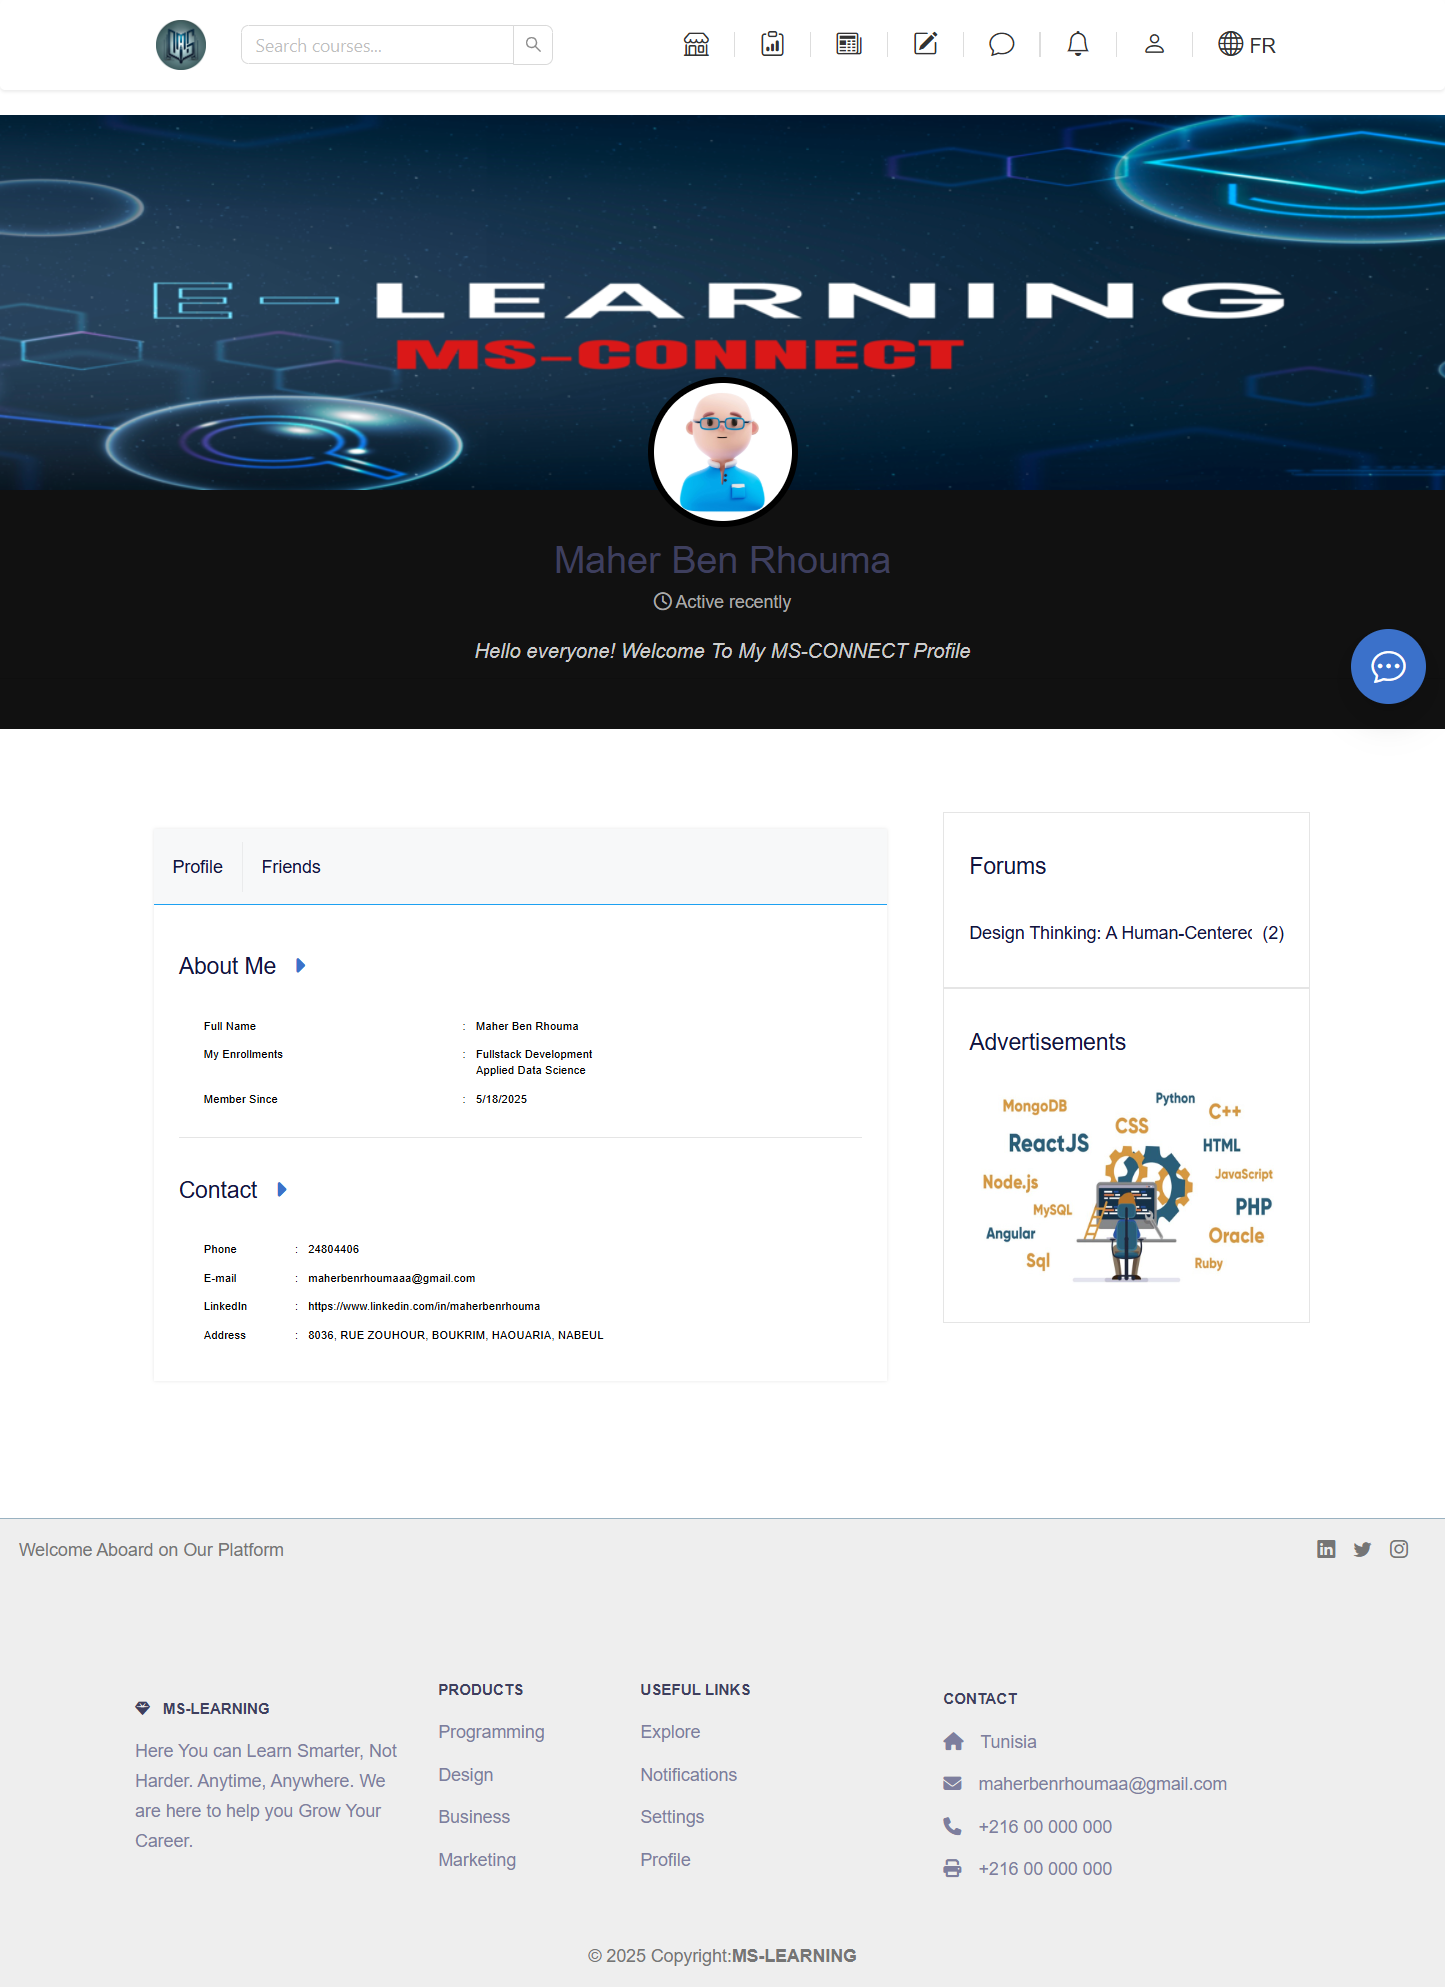 Search courses...
FR
E-LEARNING
MS-CONNECT
Maher Ben Rhouma
Active recently
Hello everyone! Welcome To My MS-CONNECT Profile
Profile
Friends
About Me
Full Name : Maher Ben Rhouma
My Enrollments : Fullstack Development
Applied Data Science
Member Since : 5/18/2025
Contact
Phone : 24804406
E-mail : maherbenrhoumaaa@gmail.com
LinkedIn : https://www.linkedin.com/in/maherbenrhouma
Address : 8036, RUE ZOUHOUR, BOUKRIM, HAOUARIA, NABEUL
Forums
Design Thinking: A Human-Centered (2)
Advertisements
MongoDB
Python
C++
CSS
ReactJS
HTML
Node.js
JavaScript
MySQL
PHP
Angular
Oracle
Sql
Ruby
Welcome Aboard on Our Platform
MS-LEARNING
Here You can Learn Smarter, Not
Harder. Anytime, Anywhere. We
are here to help you Grow Your
Career.
PRODUCTS
Programming
Design
Business
Marketing
USEFUL LINKS
Explore
Notifications
Settings
Profile
CONTACT
Tunisia
maherbenrhoumaa@gmail.com
+216 00 000 000
+216 00 000 000
© 2025 Copyright:MS-LEARNING